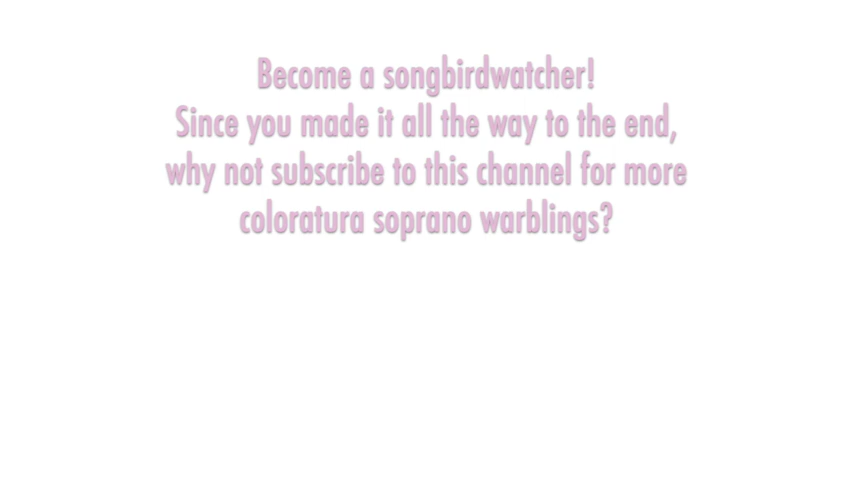 Become a songbirdwatcher!
Since you made it all the way to the end,
why not subscribe to this channel for more
coloratura soprano warblings?